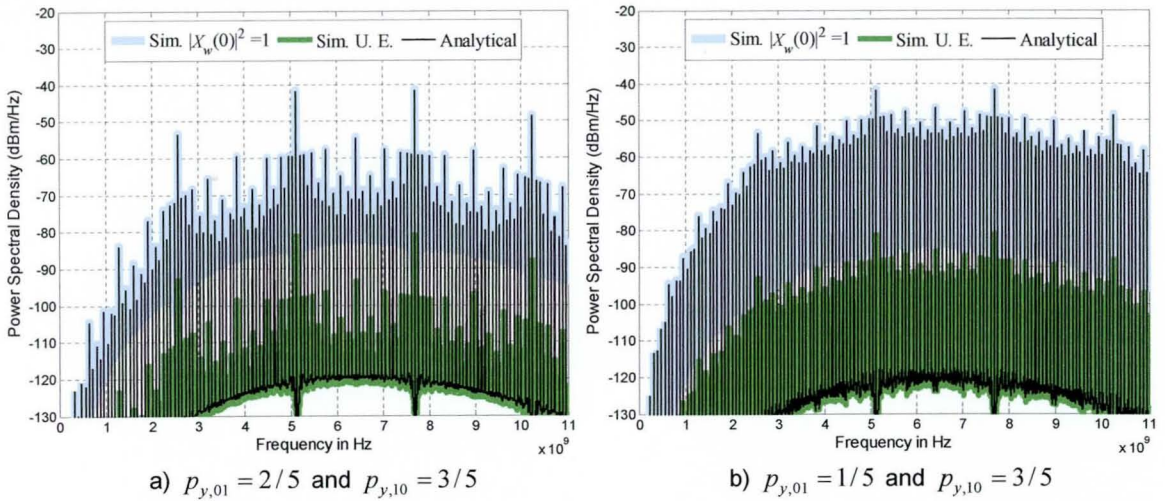 Sim. |X_w(0)|² =1 Sim. U. E. Analytical
Power Spectral Density (dBm/Hz)
-20
-30
-40
-50
-60
-70
-80
-90
-100
-110
-120
-130
0 1 2 3 4 5 6 7 8 9 10 11
Frequency in Hz
x 10⁹
a) p_{y,01} = 2/5 and p_{y,10} = 3/5
Sim. |X_w(0)|² =1 Sim. U. E. Analytical
Power Spectral Density (dBm/Hz)
-20
-30
-40
-50
-60
-70
-80
-90
-100
-110
-120
-130
0 1 2 3 4 5 6 7 8 9 10 11
Frequency in Hz
x 10⁹
b) p_{y,01} = 1/5 and p_{y,10} = 3/5